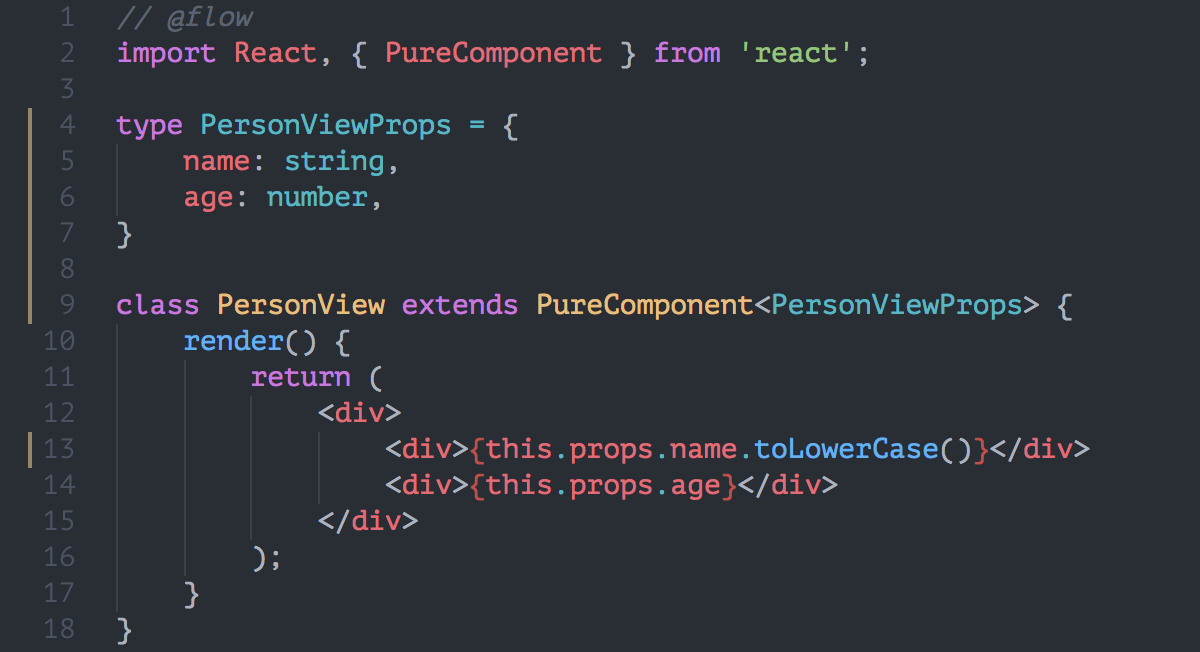 1 // @flow
2 import React, { PureComponent } from 'react';
3
4 type PersonViewProps = {
5     name: string,
6     age: number,
7 }
8
9 class PersonView extends PureComponent<PersonViewProps> {
10     render() {
11         return (
12             <div>
13                 <div>{this.props.name.toLowerCase()}</div>
14                 <div>{this.props.age}</div>
15             </div>
16         );
17     }
18 }